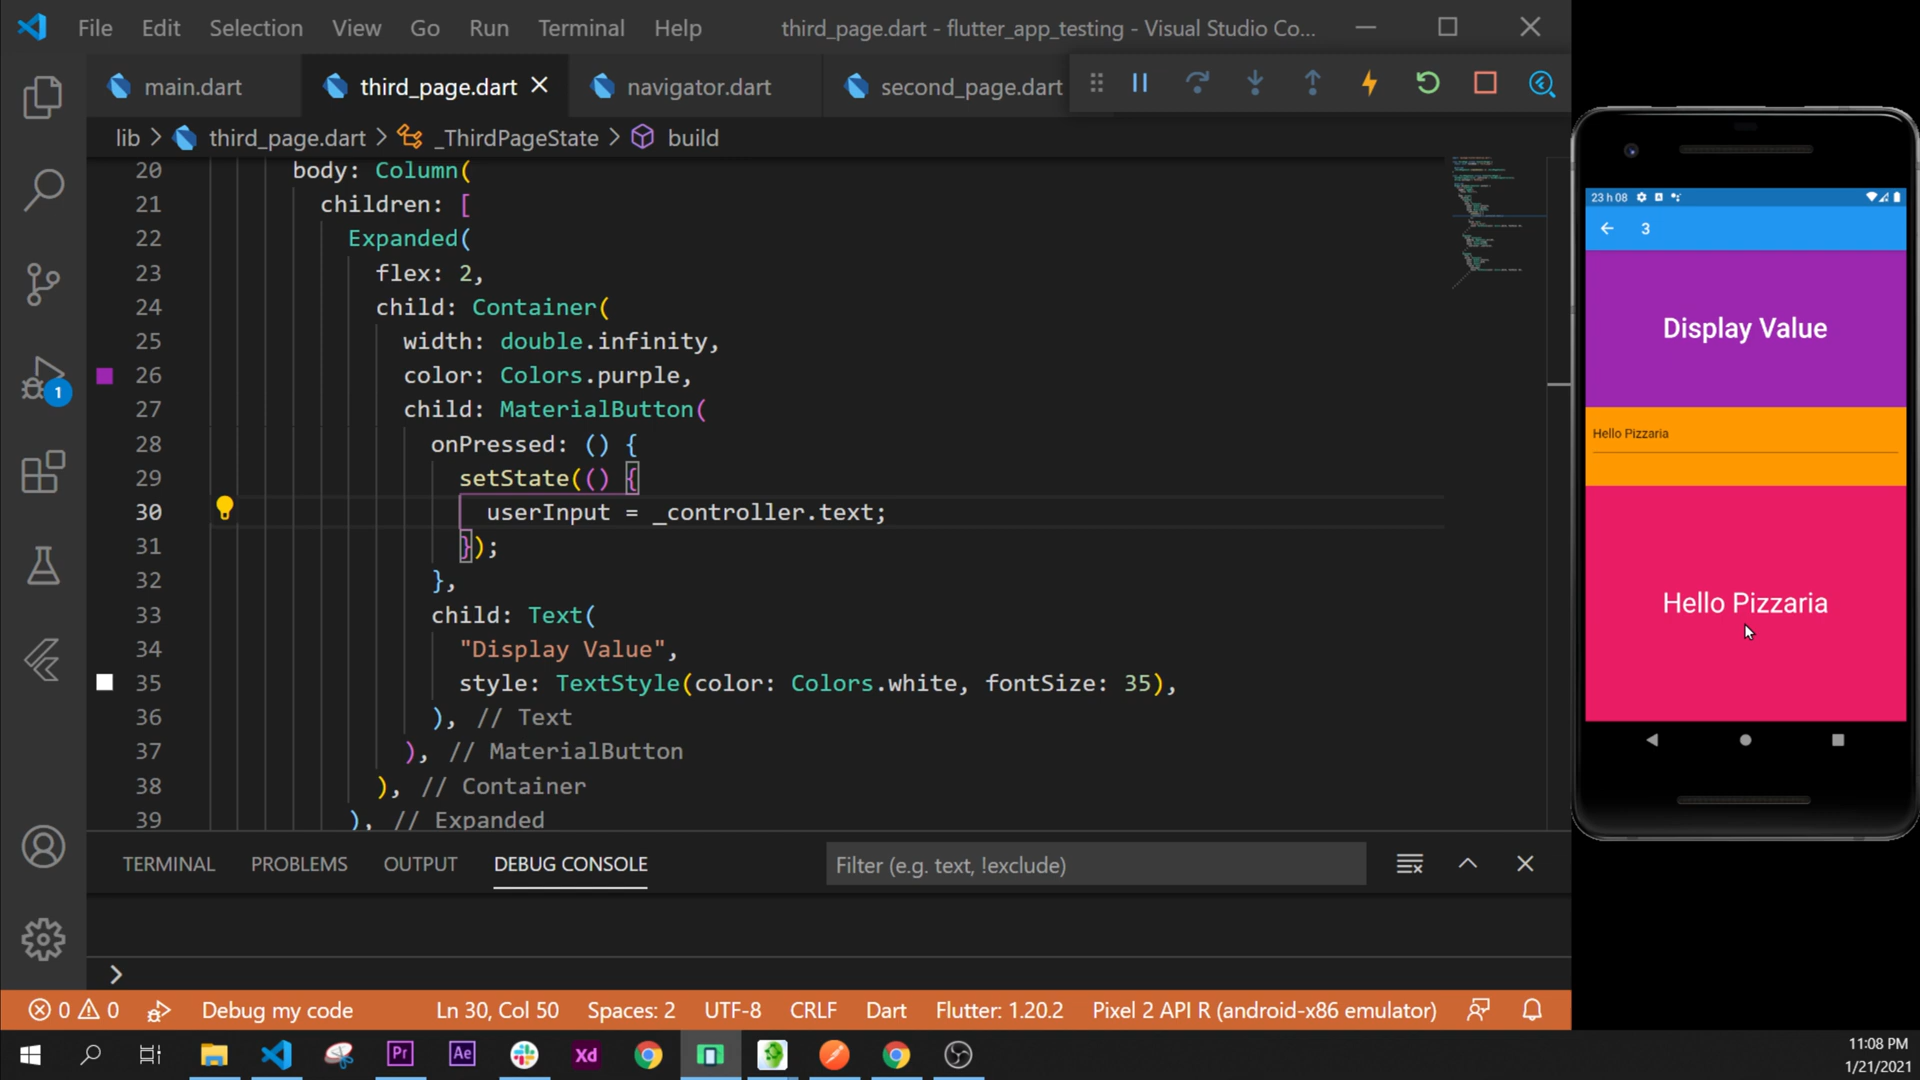 File Edit Selection View Go Run Terminal Help third_page.dart - flutter_app_testing - Visual Studio Co...
main.dart third_page.dart navigator.dart second_page.dart
lib > third_page.dart > _ThirdPageState > build
20 body: Column(
21 children: [
22 Expanded(
23 flex: 2,
24 child: Container(
25 width: double.infinity,
26 color: Colors.purple,
27 child: MaterialButton(
28 onPressed: () {
29 setState(() {
30 userInput = _controller.text;
31 });
32 },
33 child: Text(
34 "Display Value",
35 style: TextStyle(color: Colors.white, fontSize: 35),
36 ), // Text
37 ), // MaterialButton
38 ), // Container
39 ), // Expanded
1
TERMINAL PROBLEMS OUTPUT DEBUG CONSOLE Filter (e.g. text, !exclude)
>
0 0 Debug my code Ln 30, Col 50 Spaces: 2 UTF-8 CRLF Dart Flutter: 1.20.2 Pixel 2 API R (android-x86 emulator)
Pr Ae Xd
11:08 PM
1/21/2021
23 h 08
3
Display Value
Hello Pizzaria
Hello Pizzaria